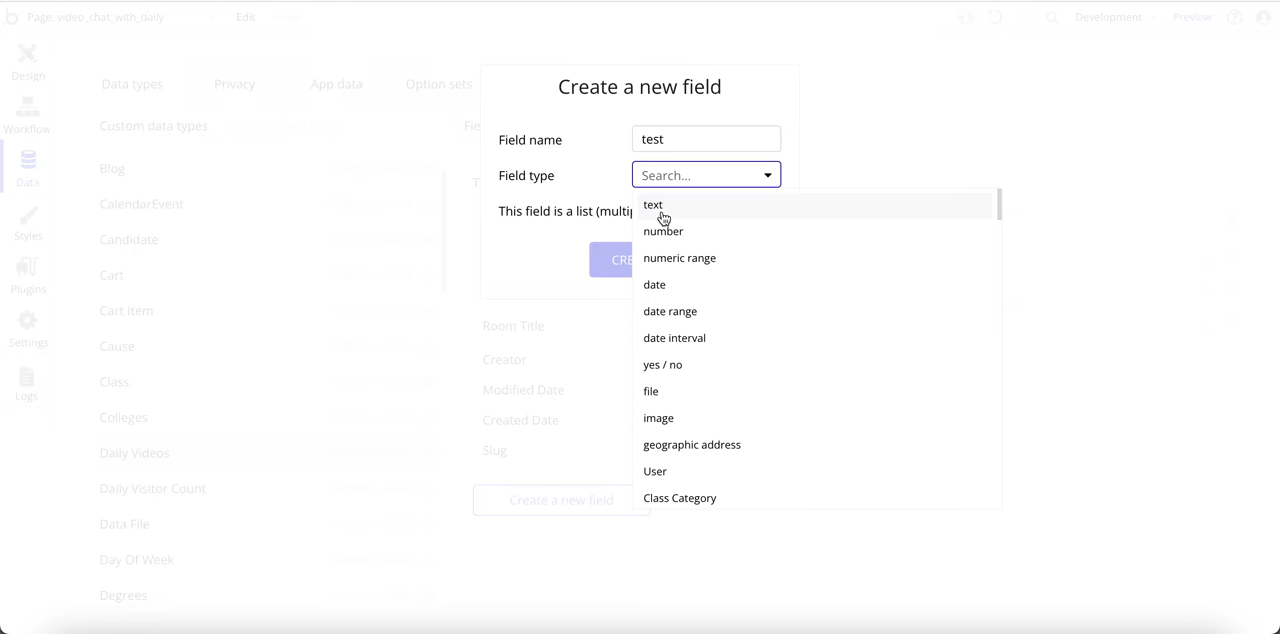 Page: video_chat_with_daily
Edit
Development
Preview
Design
Workflow
Data
Styles
Plugins
Settings
Logs
Data types
Privacy
App data
Option sets
Custom data types
Blog
CalendarEvent
Candidate
Cart
Cart Item
Cause
Class
Colleges
Daily Videos
Daily Visitor Count
Data File
Day Of Week
Degrees
Create a new field
Field name
test
Field type
Search...
This field is a list (multip
CRE
text
number
numeric range
date
date range
date interval
yes / no
file
image
geographic address
User
Class Category
Room Title
Creator
Modified Date
Created Date
Slug
Create a new field